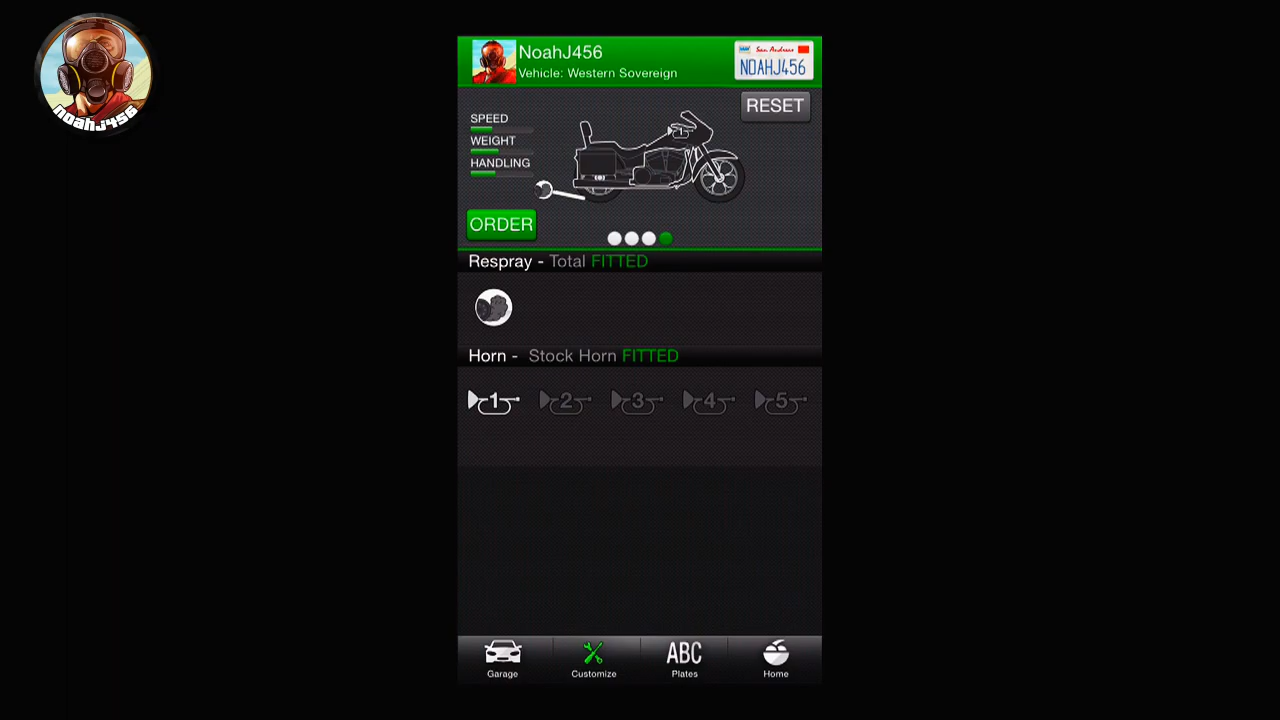 noahj456
NoahJ456
Vehicle: Western Sovereign
San Andreas
NOAHJ456
RESET
SPEED
WEIGHT
HANDLING
1
ORDER
Respray - Total FITTED
Horn - Stock Horn FITTED
1 2 3 4 5
ABC
Garage Customize Plates Home